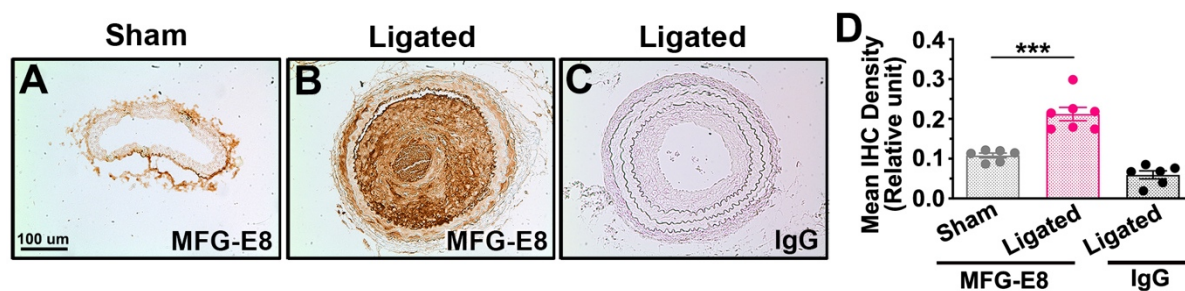 Sham
Ligated
Ligated
A
MFG-E8
100 um
B
MFG-E8
C
IgG
D
Mean IHC Density
(Relative unit)
0.4
0.3
0.2
0.1
0.0
***
Sham
Ligated
Ligated
MFG-E8
IgG